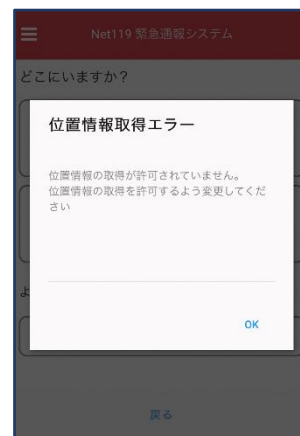 Net119 緊急通報システム
どこにいますか？
位置情報取得エラー
位置情報の取得が許可されていません。
位置情報の取得を許可するよう変更してくだ
さい
OK
よ
戻る